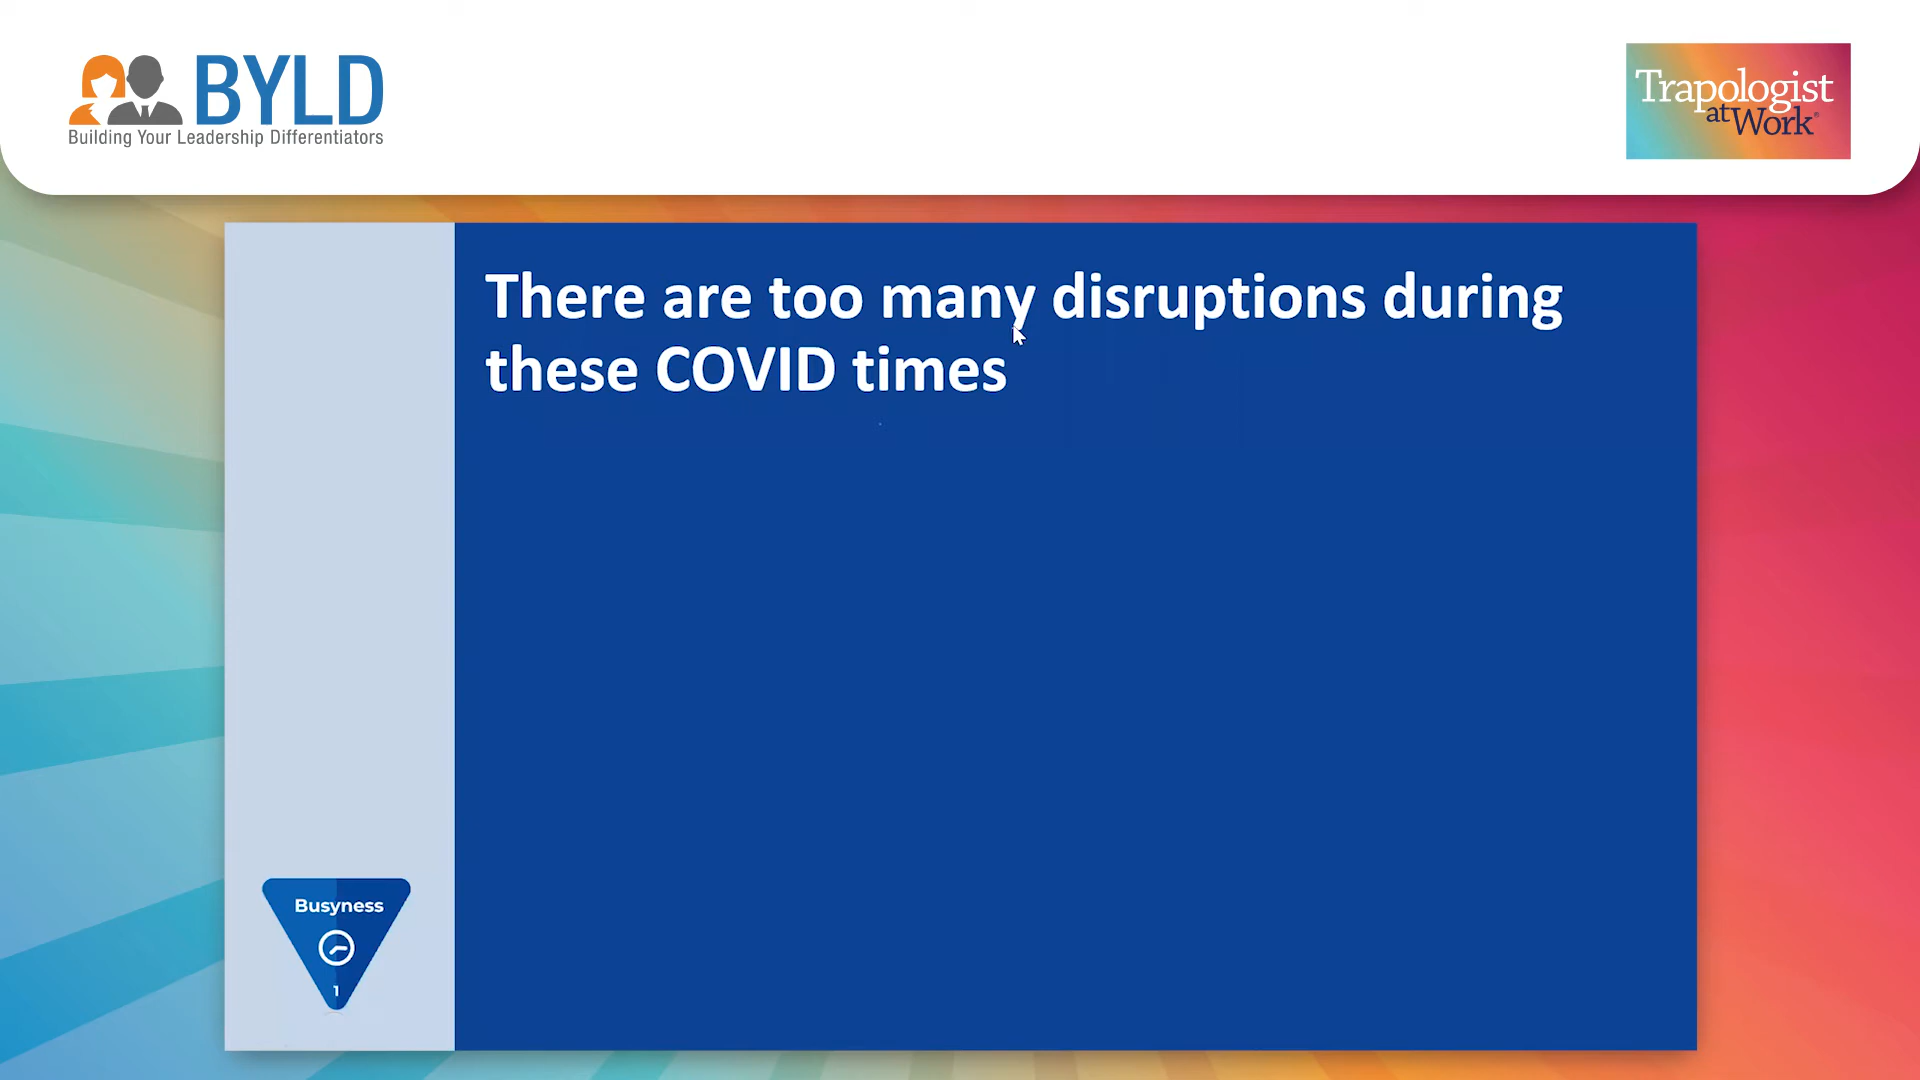 BYLD
Building Your Leadership Differentiators
Trapologist
at Work®
There are too many disruptions during
these COVID times
Busyness
1